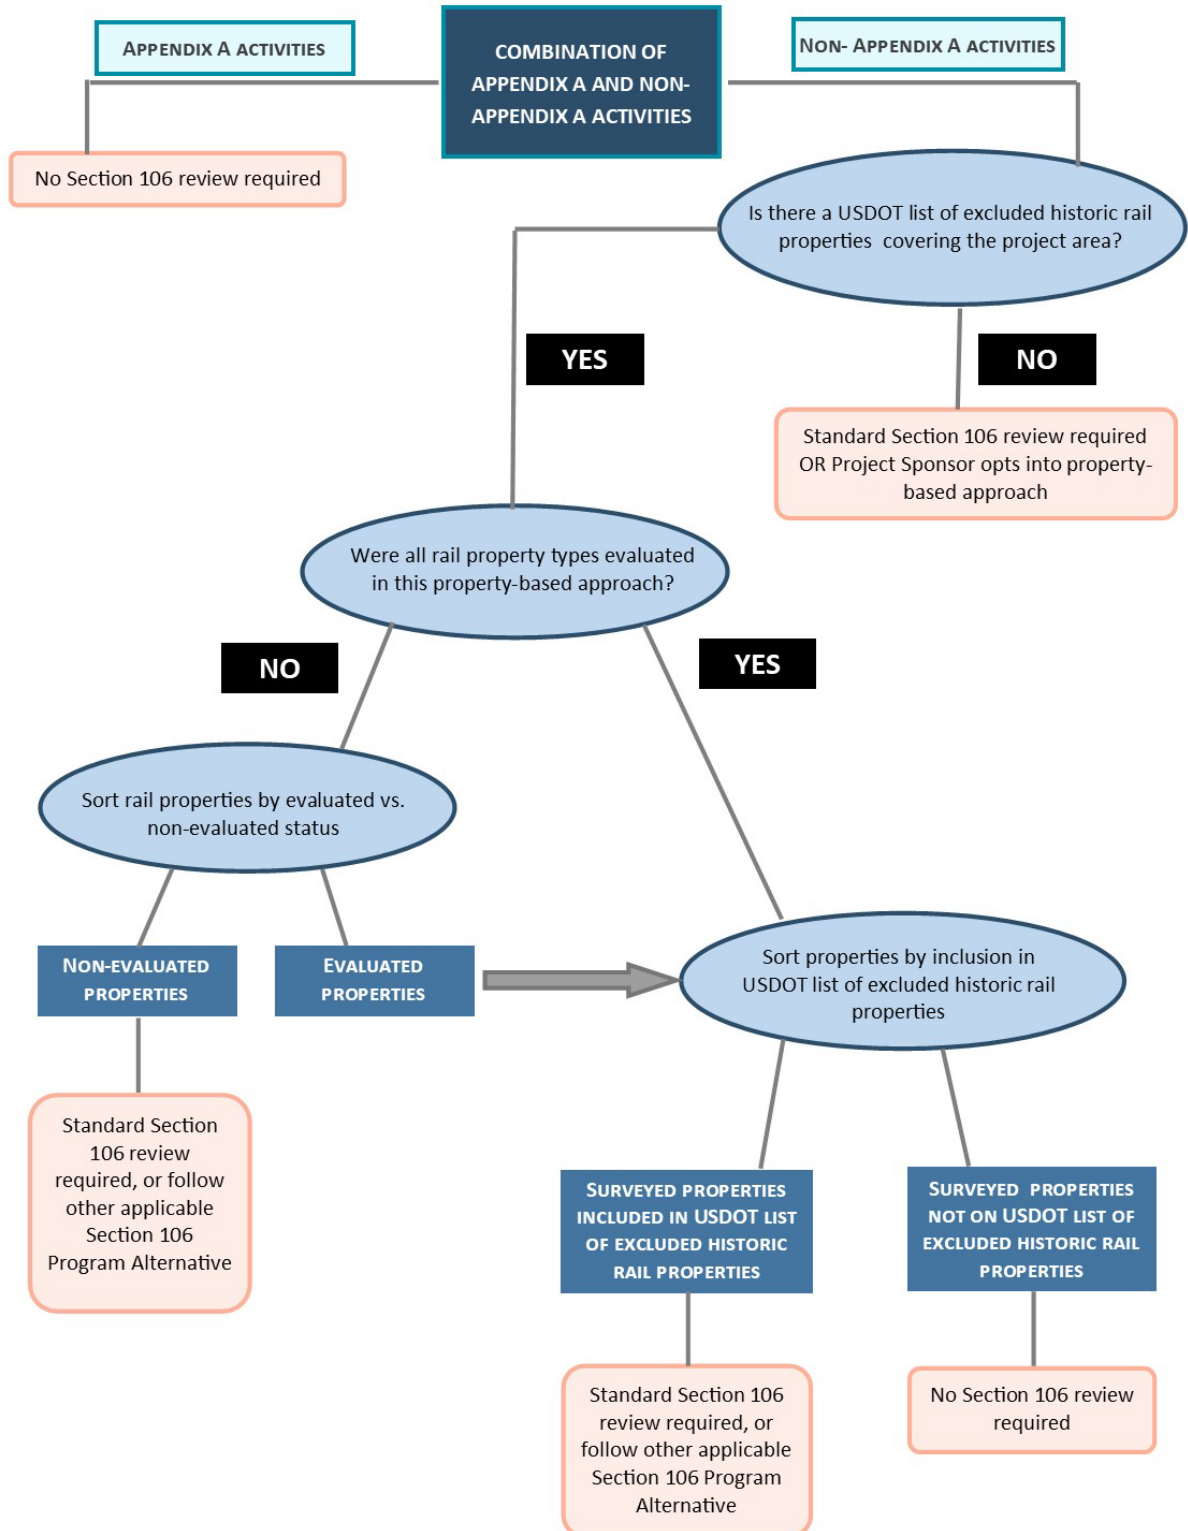 APPENDIX A ACTIVITIES
COMBINATION OF
APPENDIX A AND NON-
APPENDIX A ACTIVITIES
NON- APPENDIX A ACTIVITIES
No Section 106 review required
Is there a USDOT list of excluded historic rail
properties covering the project area?
YES
NO
Standard Section 106 review required
OR Project Sponsor opts into property-
based approach
Were all rail property types evaluated
in this property-based approach?
NO
YES
Sort rail properties by evaluated vs.
non-evaluated status
NON-EVALUATED
PROPERTIES
EVALUATED
PROPERTIES
Sort properties by inclusion in
USDOT list of excluded historic rail
properties
Standard Section
106 review
required, or follow
other applicable
Section 106
Program Alternative
SURVEYED PROPERTIES
INCLUDED IN USDOT LIST
OF EXCLUDED HISTORIC
RAIL PROPERTIES
SURVEYED PROPERTIES
NOT ON USDOT LIST OF
EXCLUDED HISTORIC RAIL
PROPERTIES
Standard Section 106
review required, or
follow other applicable
Section 106 Program
Alternative
No Section 106 review
required